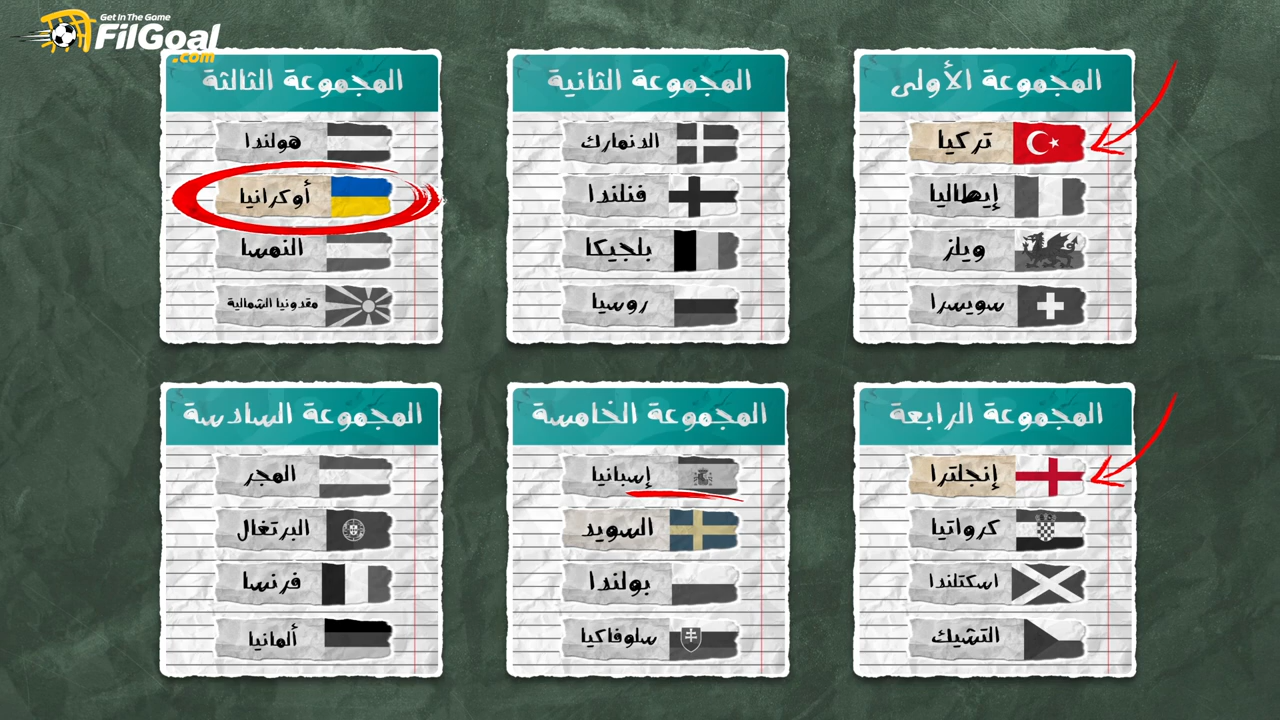 Get In The Game
FilGoal
.com
المجموعة الأولى
تركيا
إيطاليا
ويلز
سويسرا
المجموعة الثانية
الدنمارك
فنلندا
بلجيكا
روسيا
المجموعة الثالثة
هولندا
أوكرانيا
النمسا
مقدونيا الشمالية
المجموعة الرابعة
إنجلترا
كرواتيا
اسكتلندا
التشيك
المجموعة الخامسة
إسبانيا
السويد
بولندا
سلوفاكيا
المجموعة السادسة
المجر
البرتغال
فرنسا
ألمانيا